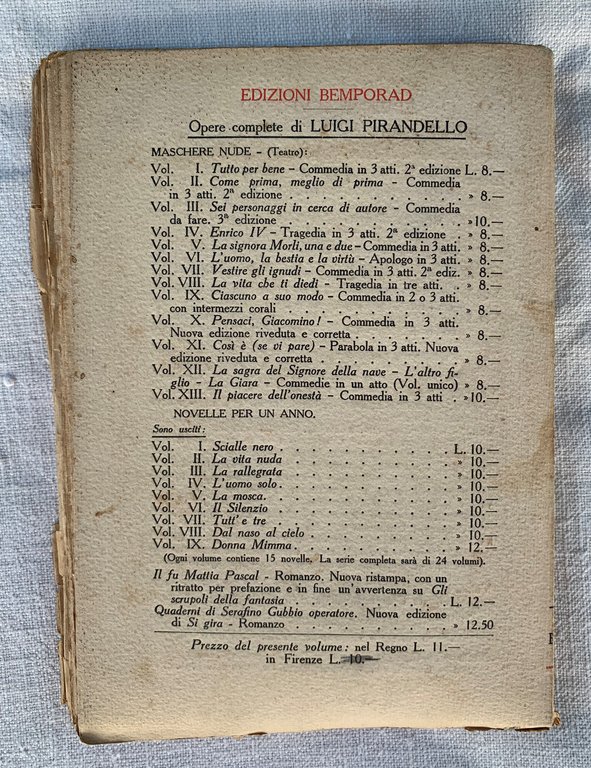 EDIZIONI BEMPORAD
Opere complete di LUIGI PIRANDELLO
MASCHERE NUDE - (Teatro):
Vol. I. Tutto per bene - Commedia in 3 atti. 2ª edizione L. 8.—
Vol. II. Come prima, meglio di prima - Commedia
in 3 atti. 2ª edizione . . . . . . . . . » 8.—
Vol. III. Sei personaggi in cerca di autore - Commedia
da fare. 3ª edizione . . . . . . . . . »10.—
Vol. IV. Enrico IV - Tragedia in 3 atti. 2ª edizione . » 8.—
Vol. V. La signora Morli, una e due - Commedia in 3 atti. » 8.—
Vol. VI. L'uomo, la bestia e la virtù - Apologo in 3 atti. » 8.—
Vol. VII. Vestire gli ignudi - Commedia in 3 atti. 2ª ediz. » 8.—
Vol. VIII. La vita che ti diedi - Tragedia in tre atti. . » 8.—
Vol. IX. Ciascuno a suo modo - Commedia in 2 o 3 atti.
con intermezzi corali . . . . . . . . . » 8.—
Vol. X. Pensaci, Giacomino! - Commedia in 3 atti.
Nuova edizione riveduta e corretta . . . . . » 8.—
Vol. XI. Così è (se vi pare) - Parabola in 3 atti. Nuova
edizione riveduta e corretta . . . . . . . » 8.—
Vol. XII. La sagra del Signore della nave - L'altro fi-
glio - La Giara - Commedie in un atto (Vol. unico) » 8.—
Vol. XIII. Il piacere dell'onestà - Commedia in 3 atti . »10.—
NOVELLE PER UN ANNO.
Sono usciti:
Vol. I. Scialle nero . . . . . . . . . . . . L. 10.—
Vol. II. La vita nuda . . . . . . . . . . . » 10.—
Vol. III. La rallegrata . . . . . . . . . . . » 10.—
Vol. IV. L'uomo solo . . . . . . . . . . . » 10.—
Vol. V. La mosca. . . . . . . . . . . . . » 10.—
Vol. VI. Il Silenzio . . . . . . . . . . . . » 10.—
Vol. VII. Tutt' e tre . . . . . . . . . . . . » 10.—
Vol. VIII. Dal naso al cielo . . . . . . . . . . » 10.—
Vol. IX. Donna Mimma . . . . . . . . . . . » 12.—
(Ogni volume contiene 15 novelle. La serie completa sarà di 24 volumi).
Il fu Mattia Pascal - Romanzo. Nuova ristampa, con un
ritratto per prefazione e in fine un'avvertenza su Gli
scrupoli della fantasia . . . . . . . . . . L. 12.—
Quaderni di Serafino Gubbio operatore. Nuova edizione
di Si gira - Romanzo . . . . . . . . . . » 12.50
Prezzo del presente volume: nel Regno L. 11.—
in Firenze L. 10.—